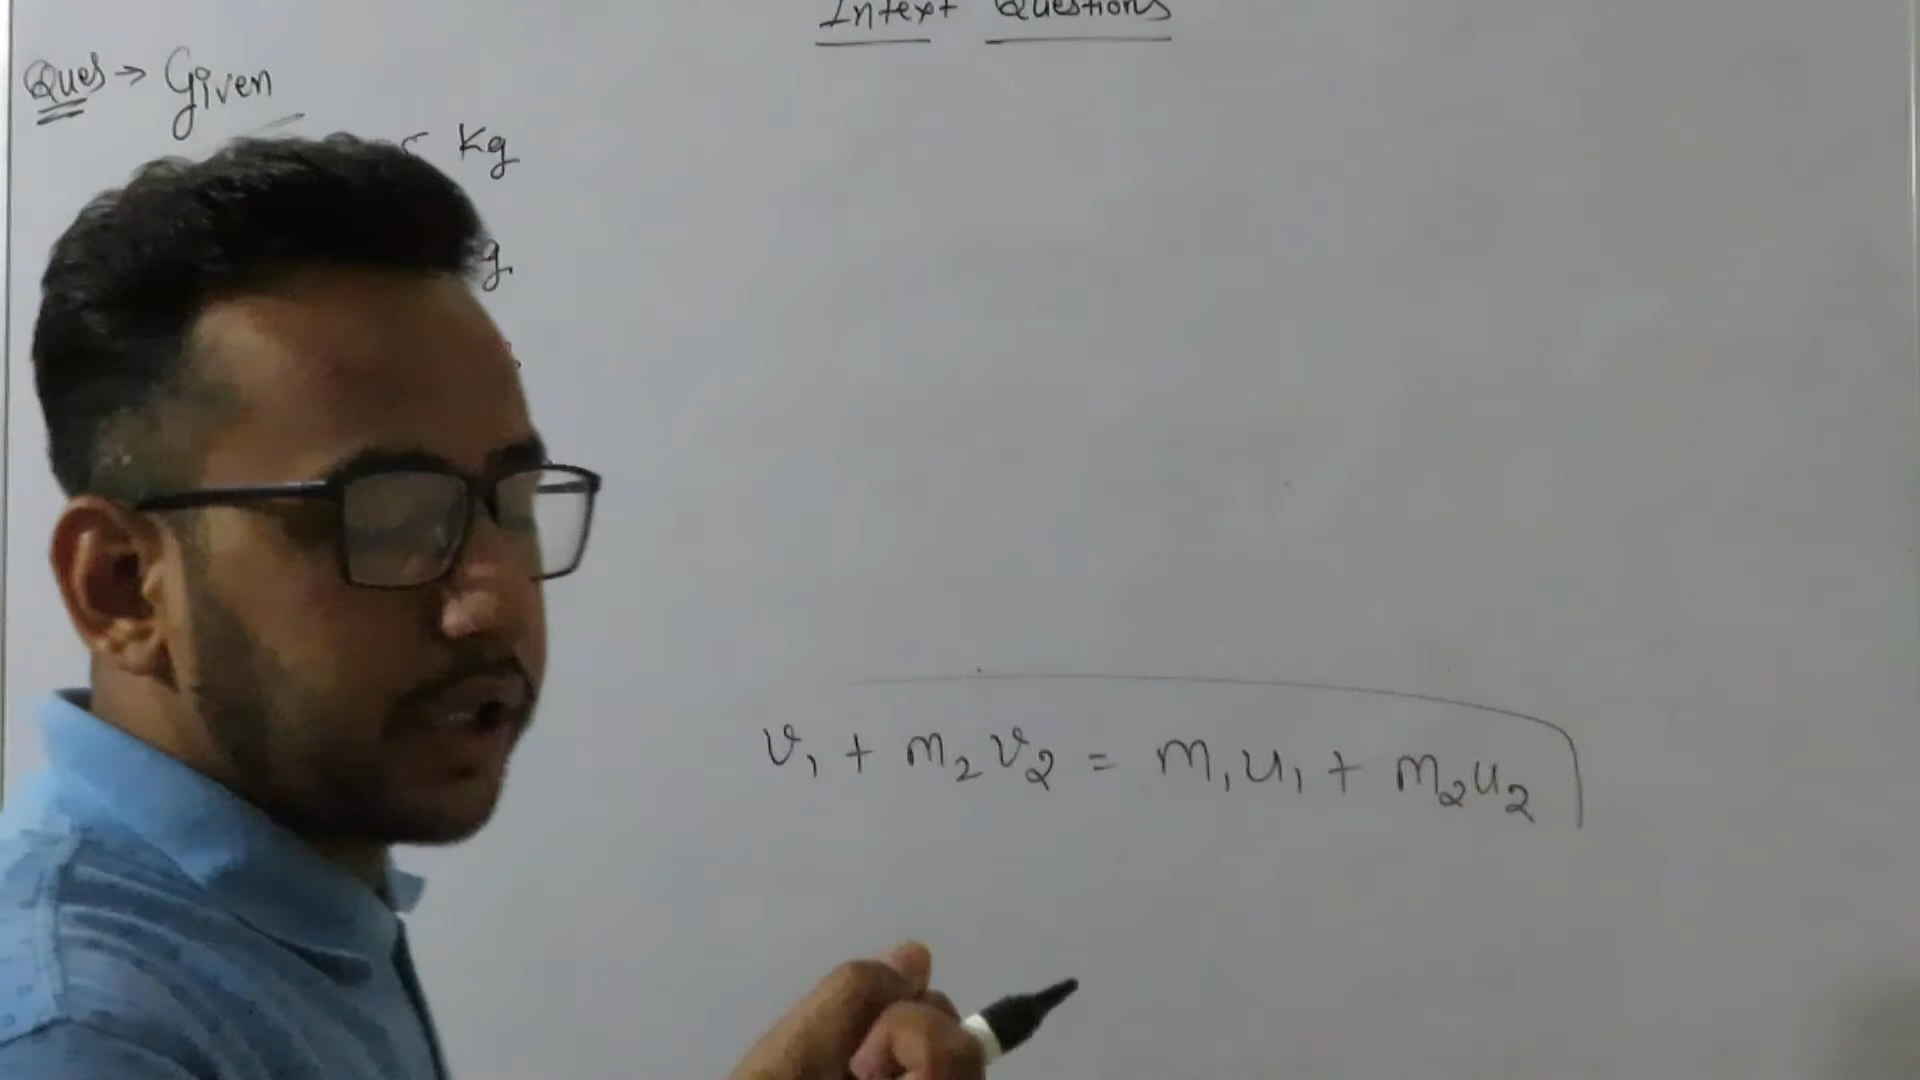 Intext Questions
Ques → Given
Kg
g.
v₁ + m₂v₂ = m₁u₁ + m₂u₂